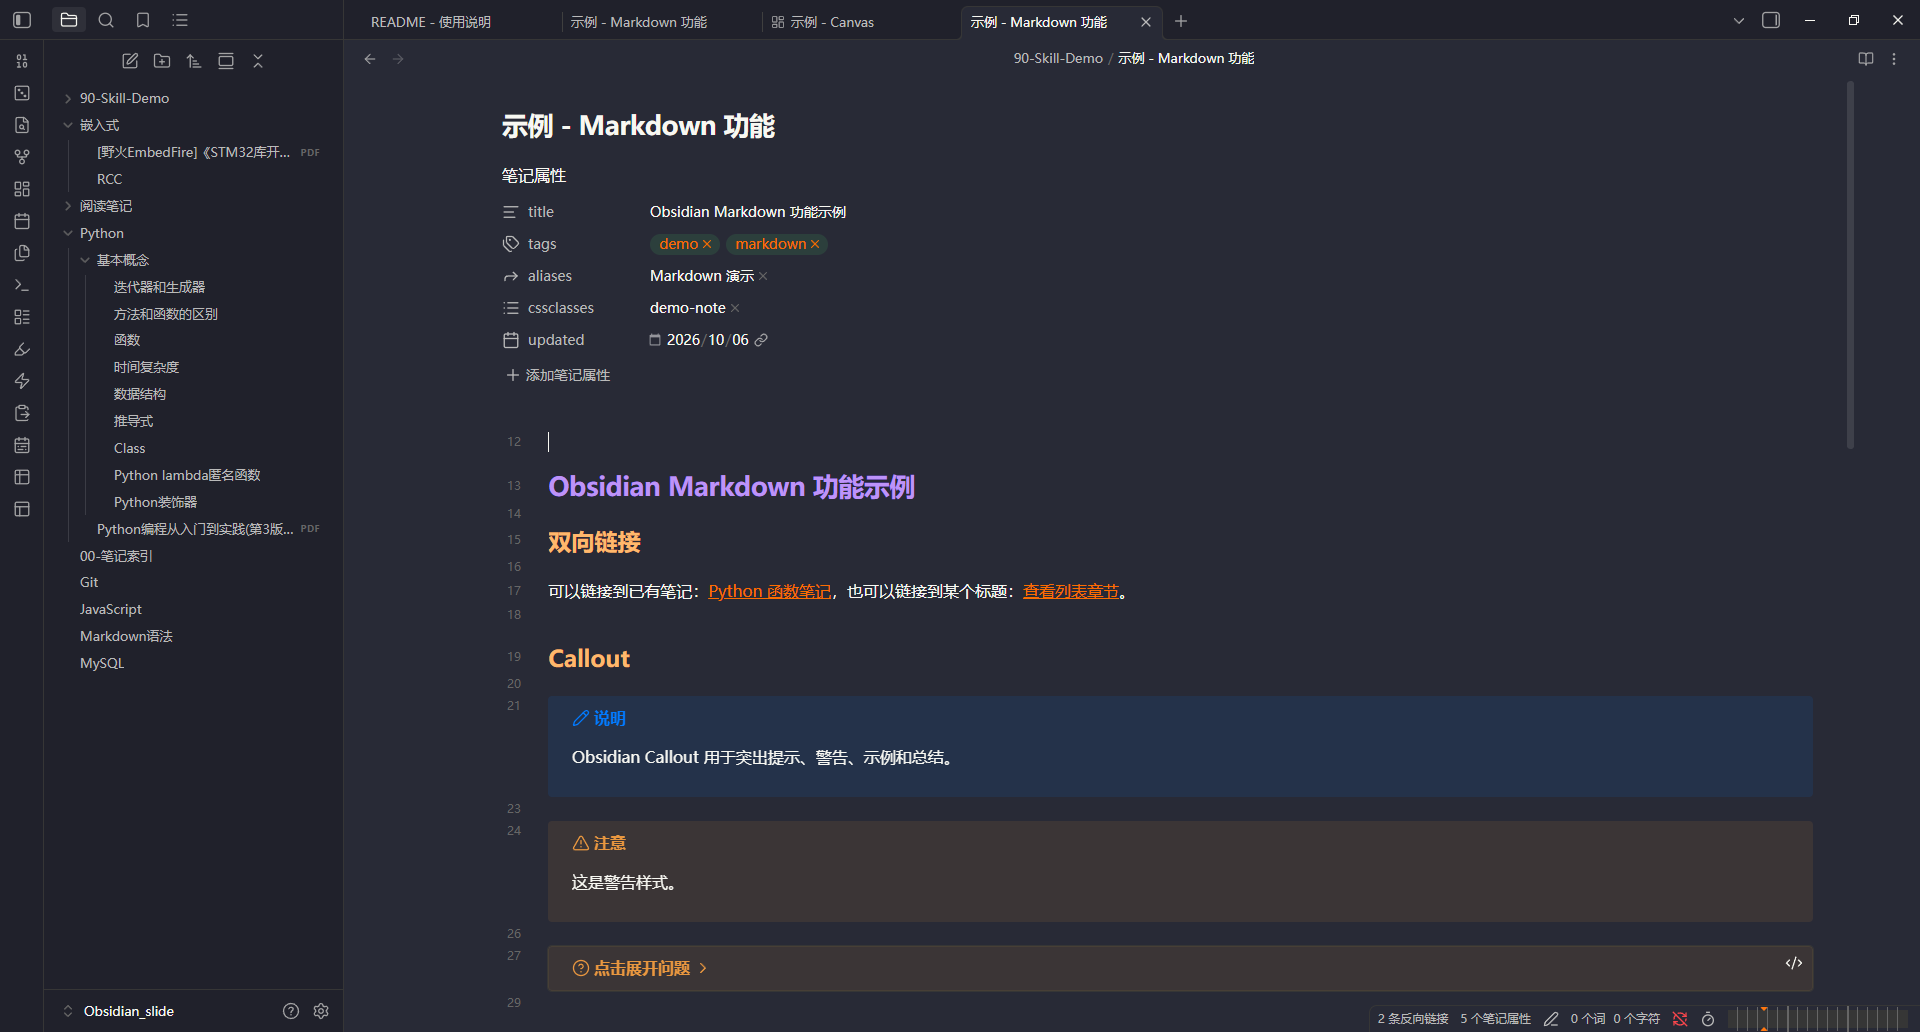 README - 使用说明
示例 - Markdown 功能
示例 - Canvas
示例 - Markdown 功能
90-Skill-Demo / 示例 - Markdown 功能
90-Skill-Demo
嵌入式
[野火EmbedFire]《STM32库开... PDF
RCC
阅读笔记
Python
基本概念
迭代器和生成器
方法和函数的区别
函数
时间复杂度
数据结构
推导式
Class
Python lambda匿名函数
Python装饰器
Python编程从入门到实践(第3版... PDF
00-笔记索引
Git
JavaScript
Markdown语法
MySQL
Obsidian_slide
示例 - Markdown 功能
笔记属性
title Obsidian Markdown 功能示例
tags demo markdown
aliases Markdown 演示
cssclasses demo-note
updated 2026/10/06
添加笔记属性
12
13 Obsidian Markdown 功能示例
14
15 双向链接
16
17 可以链接到已有笔记：Python 函数笔记，也可以链接到某个标题：查看列表章节。
18
19 Callout
20
21 说明
Obsidian Callout 用于突出提示、警告、示例和总结。
23
24 注意
这是警告样式。
26
27 点击展开问题
29
2 条反向链接 5 个笔记属性 0 个词 0 个字符